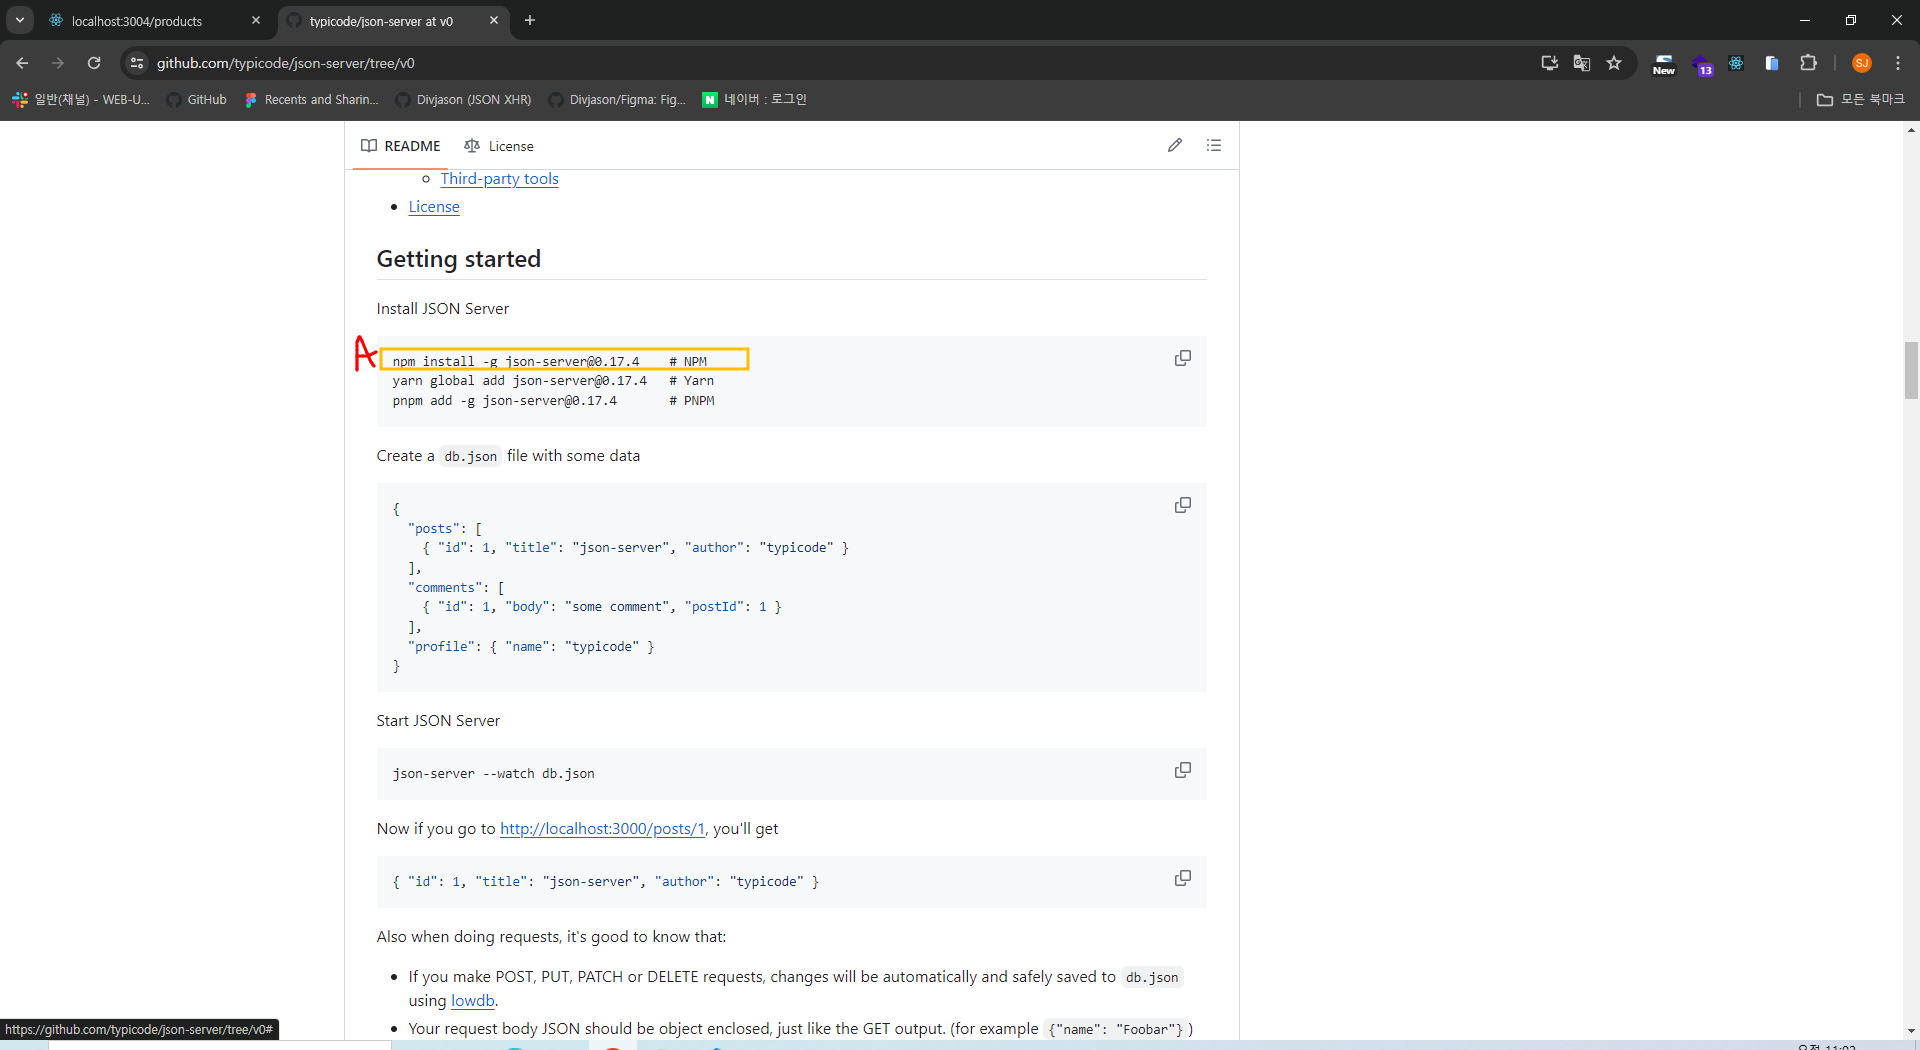 localhost:3004/products
typicode/json-server at v0
github.com/typicode/json-server/tree/v0
New
13
SJ
일반(채널) - WEB-U...
GitHub
Recents and Sharin...
Divjason (JSON XHR)
Divjason/Figma: Fig...
N
네이버 : 로그인
모든 북마크
README
License
Third-party tools
License
Getting started
Install JSON Server
A
npm install -g json-server@0.17.4    # NPM
yarn global add json-server@0.17.4   # Yarn
pnpm add -g json-server@0.17.4       # PNPM
Create a db.json file with some data
{
  "posts": [
    { "id": 1, "title": "json-server", "author": "typicode" }
  ],
  "comments": [
    { "id": 1, "body": "some comment", "postId": 1 }
  ],
  "profile": { "name": "typicode" }
}
Start JSON Server
json-server --watch db.json
Now if you go to http://localhost:3000/posts/1, you'll get
{ "id": 1, "title": "json-server", "author": "typicode" }
Also when doing requests, it's good to know that:
If you make POST, PUT, PATCH or DELETE requests, changes will be automatically and safely saved to db.json
using lowdb.
Your request body JSON should be object enclosed, just like the GET output. (for example {"name": "Foobar"} )
https://github.com/typicode/json-server/tree/v0#